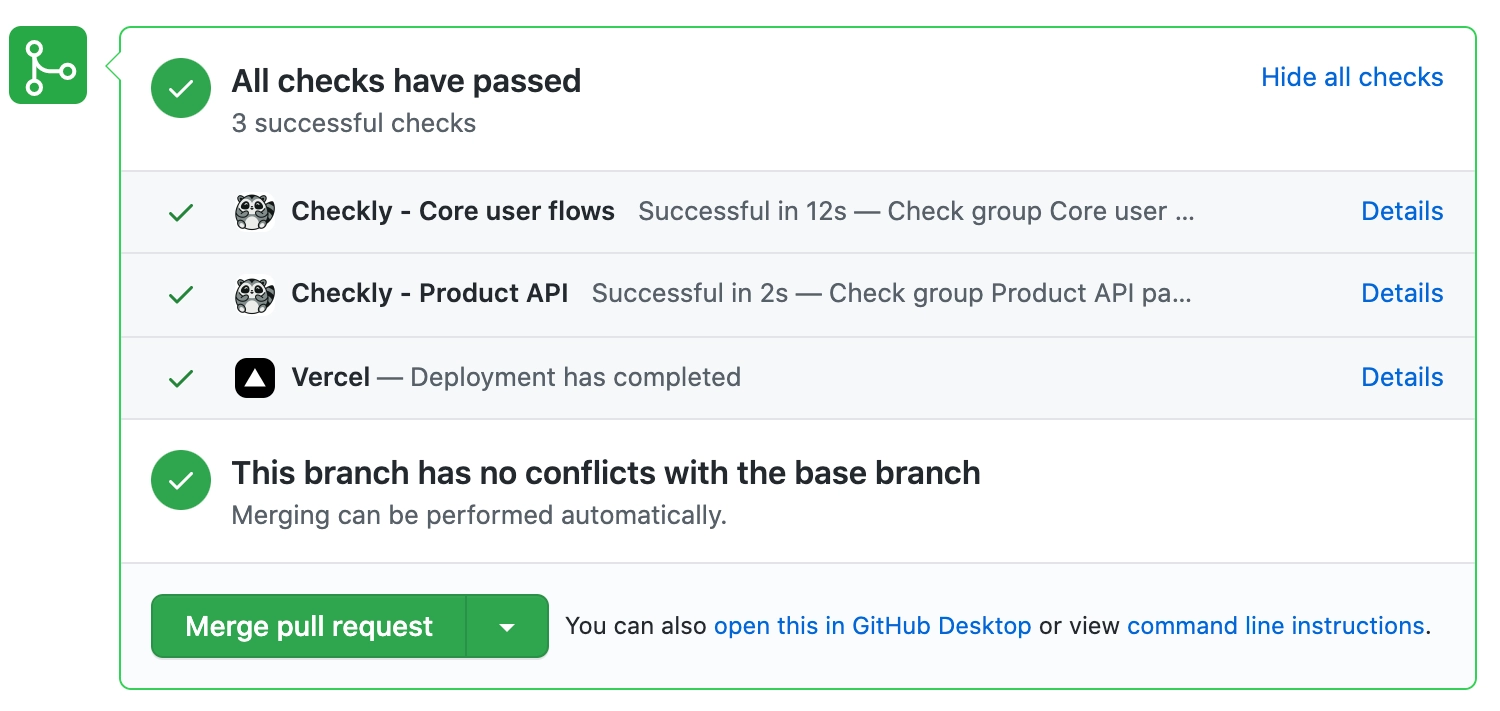 All checks have passed
Hide all checks
3 successful checks
Checkly - Core user flows Successful in 12s — Check group Core user ... Details
Checkly - Product API Successful in 2s — Check group Product API pa... Details
Vercel — Deployment has completed Details
This branch has no conflicts with the base branch
Merging can be performed automatically.
Merge pull request You can also open this in GitHub Desktop or view command line instructions.